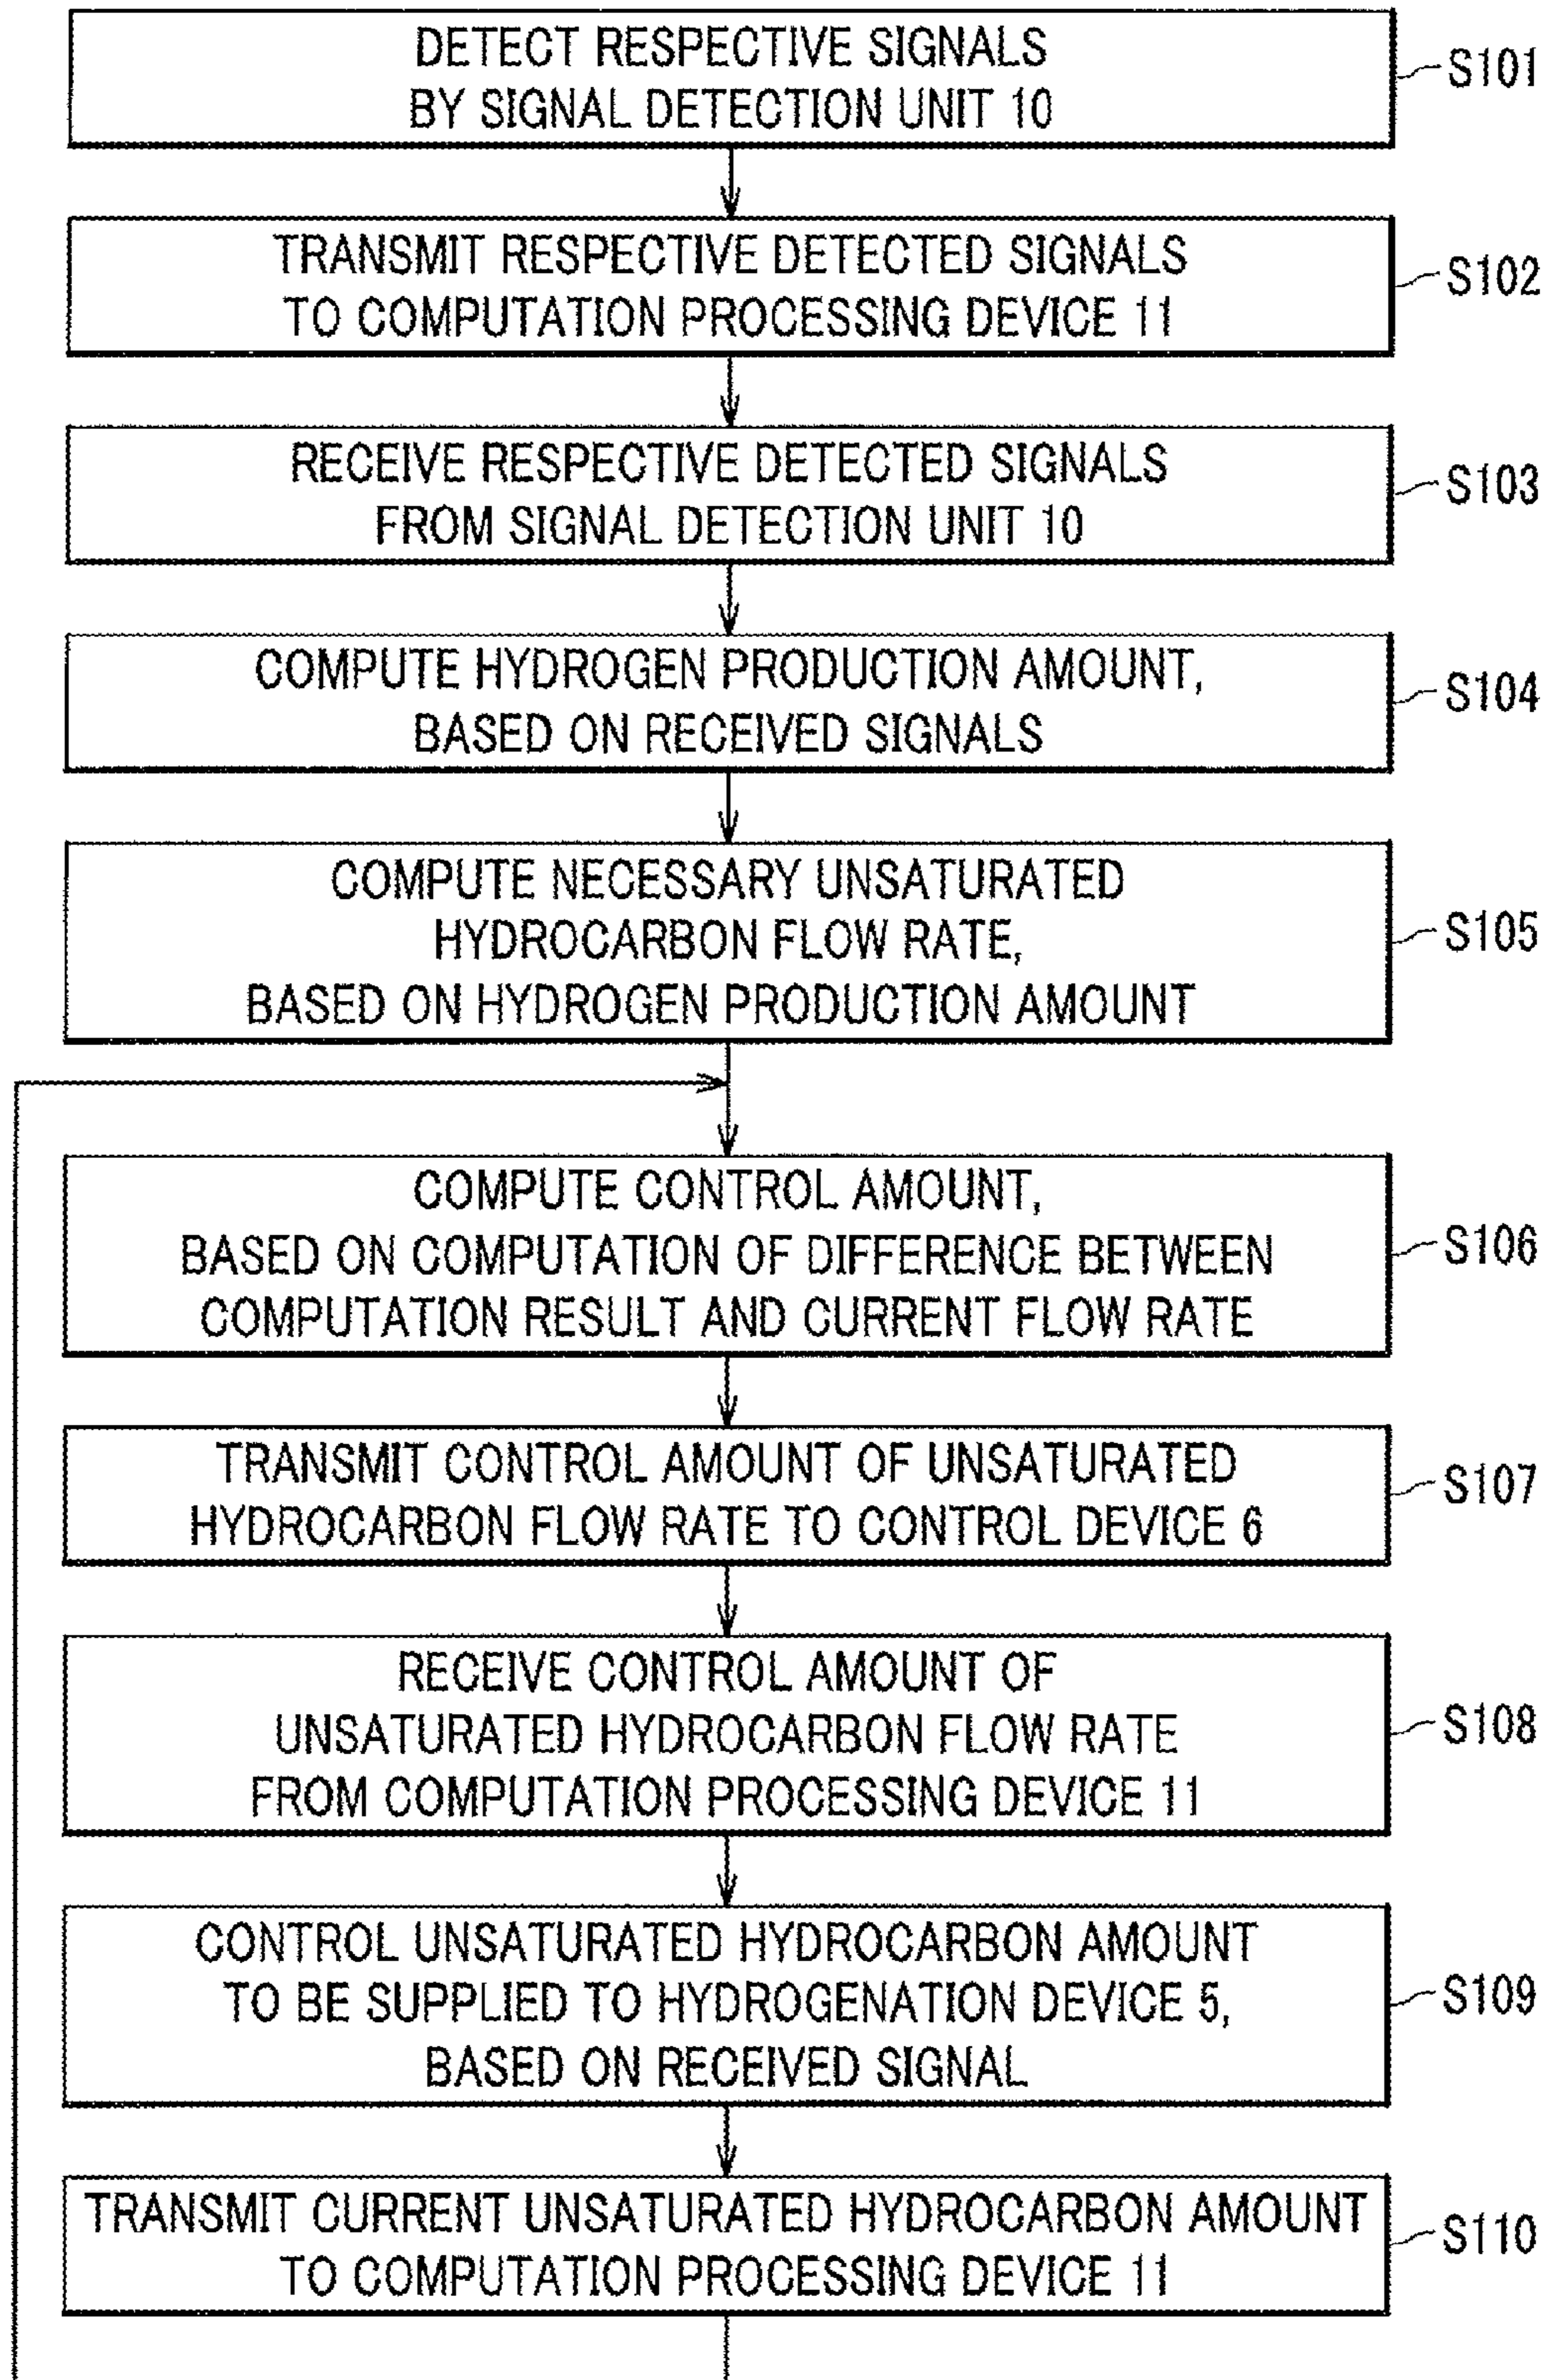 DETECT RESPECTIVE SIGNALS
BY SIGNAL DETECTION UNIT 10
S101
TRANSMIT RESPECTIVE DETECTED SIGNALS
TO COMPUTATION PROCESSING DEVICE 11
S102
RECEIVE RESPECTIVE DETECTED SIGNALS
FROM SIGNAL DETECTION UNIT 10
S103
COMPUTE HYDROGEN PRODUCTION AMOUNT,
BASED ON RECEIVED SIGNALS
S104
COMPUTE NECESSARY UNSATURATED
HYDROCARBON FLOW RATE,
BASED ON HYDROGEN PRODUCTION AMOUNT
S105
COMPUTE CONTROL AMOUNT,
BASED ON COMPUTATION OF DIFFERENCE BETWEEN
COMPUTATION RESULT AND CURRENT FLOW RATE
S106
TRANSMIT CONTROL AMOUNT OF UNSATURATED
HYDROCARBON FLOW RATE TO CONTROL DEVICE 6
S107
RECEIVE CONTROL AMOUNT OF
UNSATURATED HYDROCARBON FLOW RATE
FROM COMPUTATION PROCESSING DEVICE 11
S108
CONTROL UNSATURATED HYDROCARBON AMOUNT
TO BE SUPPLIED TO HYDROGENATION DEVICE 5,
BASED ON RECEIVED SIGNAL
S109
TRANSMIT CURRENT UNSATURATED HYDROCARBON AMOUNT
TO COMPUTATION PROCESSING DEVICE 11
S110